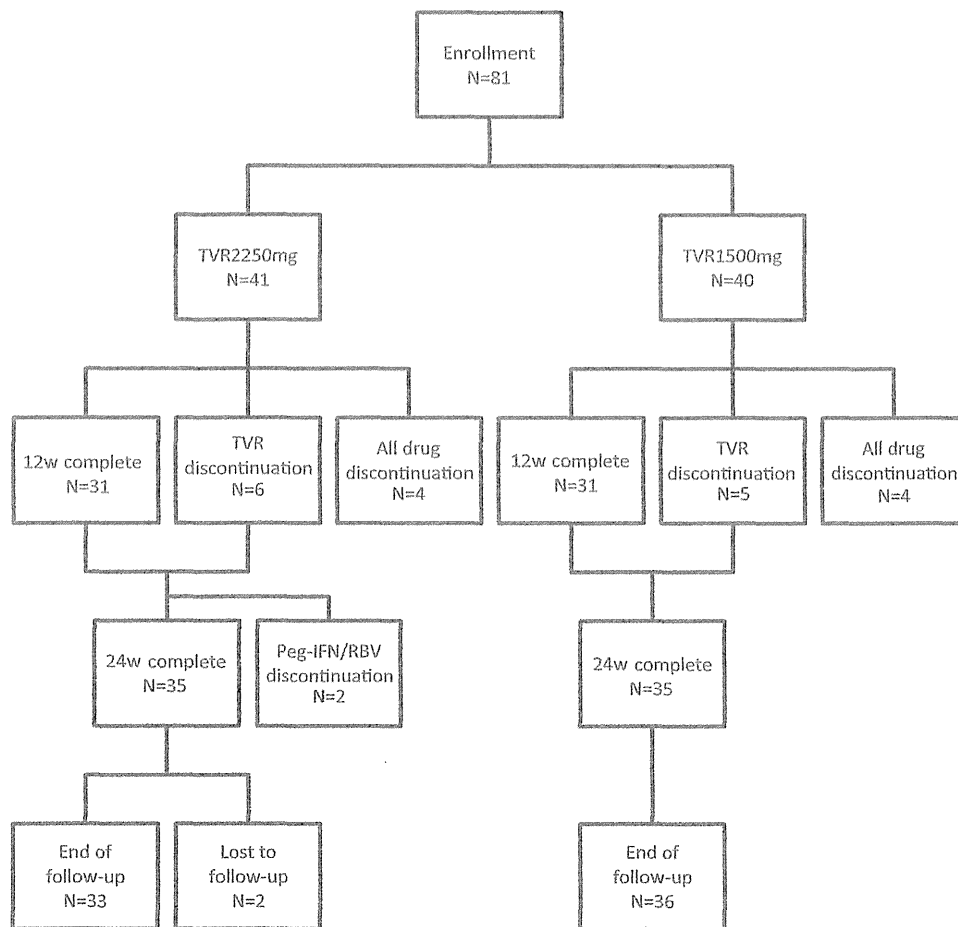 Enrollment
N=81
TVR2250mg
N=41
TVR1500mg
N=40
12w complete
N=31
TVR
discontinuation
N=6
All drug
discontinuation
N=4
12w complete
N=31
TVR
discontinuation
N=5
All drug
discontinuation
N=4
24w complete
N=35
Peg-IFN/RBV
discontinuation
N=2
24w complete
N=35
End of
follow-up
N=33
Lost to
follow-up
N=2
End of
follow-up
N=36